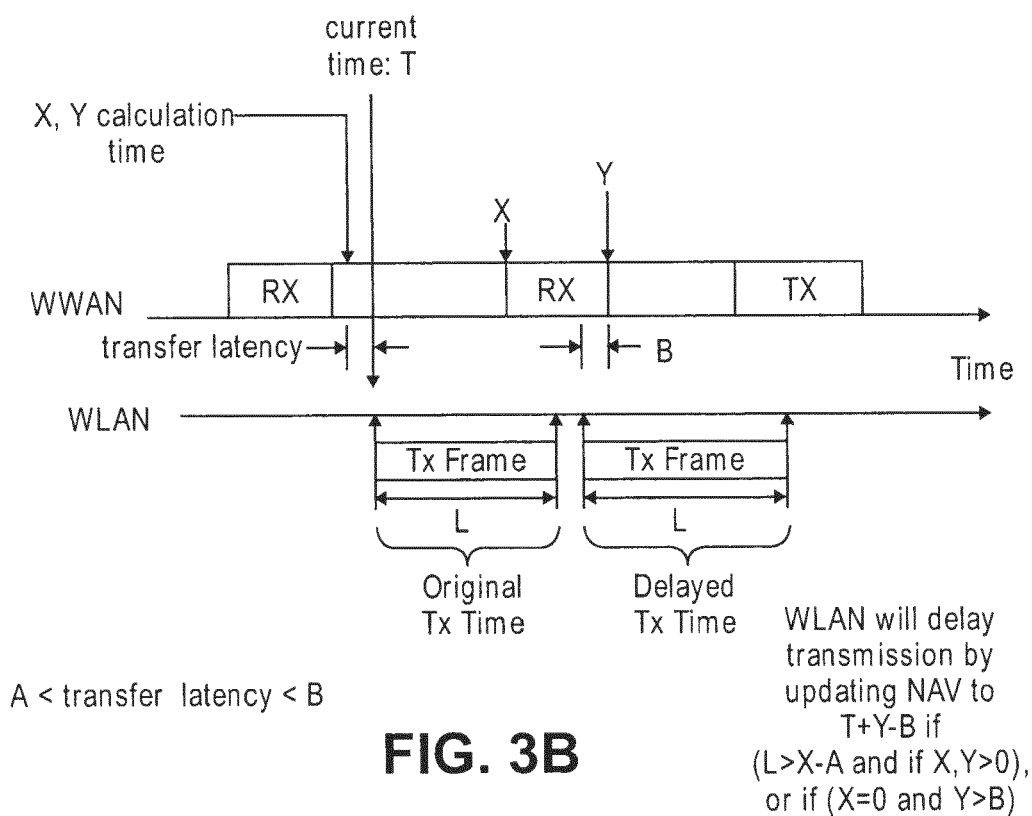 current
time: T
X, Y calculation
time
Y
X
RX
RX
TX
WWAN
transfer latency
B
Time
WLAN
Tx Frame
Tx Frame
L
L
Original
Tx Time
Delayed
Tx Time
WLAN will delay
transmission by
updating NAV to
T+Y-B if
(L>X-A and if X,Y>0),
or if (X=0 and Y>B)
A < transfer latency < B
FIG. 3B